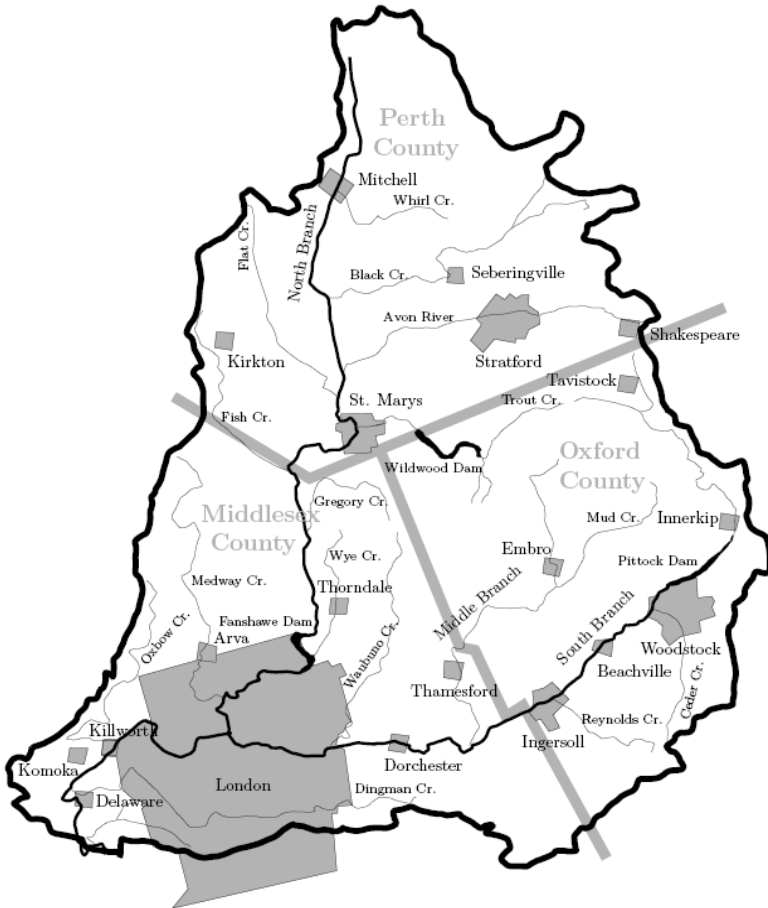 Perth
County
Mitchell
Whirl Cr.
Flat Cr.
North Branch
Black Cr.
Seberingville
Avon River
Shakespeare
Kirkton
Stratford
Tavistock
St. Marys
Trout Cr.
Fish Cr.
Oxford
County
Wildwood Dam
Gregory Cr.
Middlesex
County
Mud Cr.
Innerkip
Wye Cr.
Embro
Pittock Dam
Medway Cr.
Thorndale
Middle Branch
South Branch
Oxbow Cr.
Fanshawe Dam
Arva
Waubuno Cr.
Woodstock
Beachville
Thamesford
Ceder Cr.
Killworth
Reynolds Cr.
Ingersoll
Komoka
Dorchester
London
Dingman Cr.
Delaware